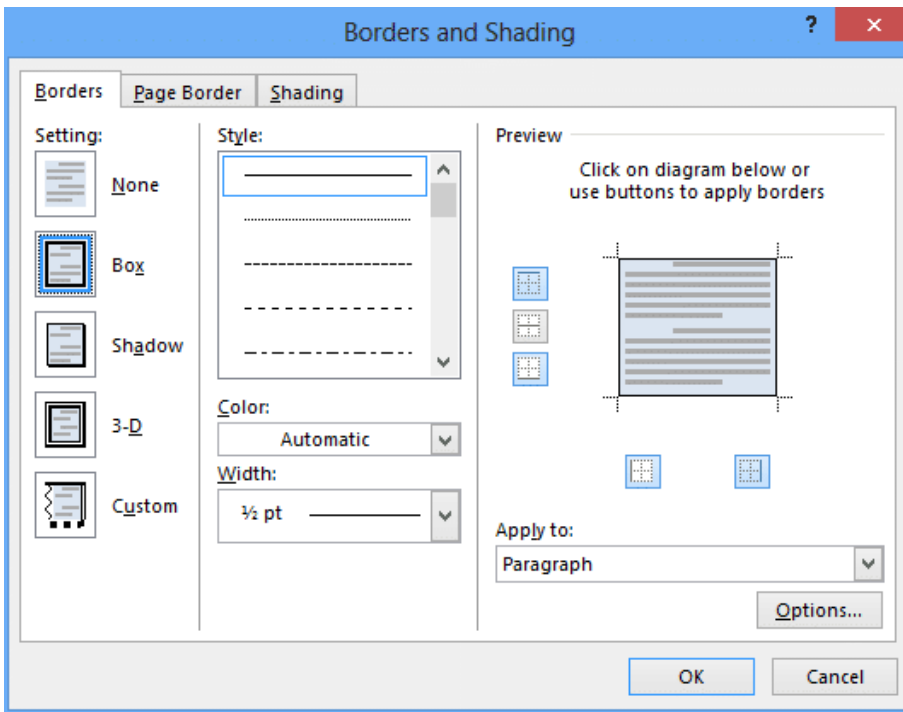 Borders and Shading
?
×
Borders
Page Border
Shading
Setting:
None
Box
Shadow
3-D
Custom
Style:
Color:
Automatic
Width:
½ pt
Preview
Click on diagram below or
use buttons to apply borders
Apply to:
Paragraph
Options...
OK
Cancel